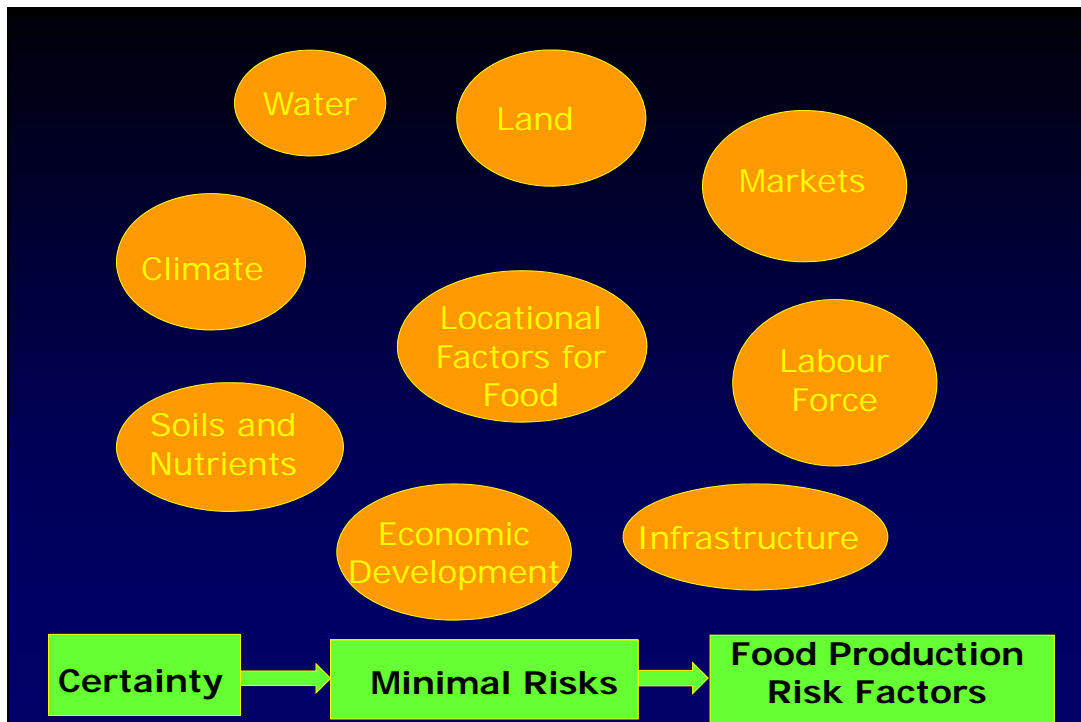 Water
Land
Markets
Climate
Locational
Factors for
Food
Labour
Force
Soils and
Nutrients
Economic
Development
Infrastructure
Certainty
Minimal Risks
Food Production
Risk Factors